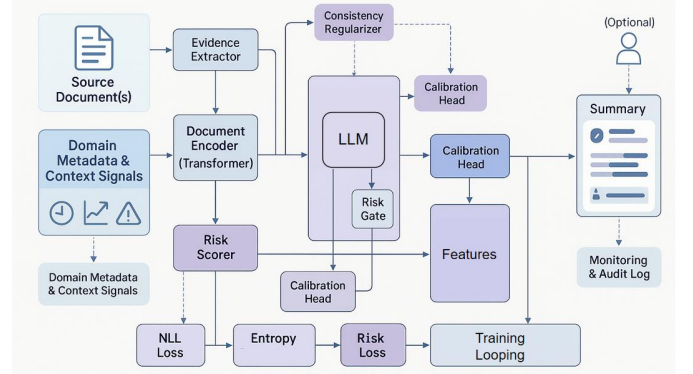 Source
Document(s)
Evidence
Extractor
Consistency
Regularizer
Calibration
Head
(Optional)
Summary
Domain
Metadata &
Context Signals
Document
Encoder
(Transformer)
LLM
Calibration
Head
Risk
Gate
Risk
Scorer
Features
Domain Metadata
& Context Signals
Calibration
Head
Monitoring
& Audit Log
NLL
Loss
Entropy
Risk
Loss
Training
Looping